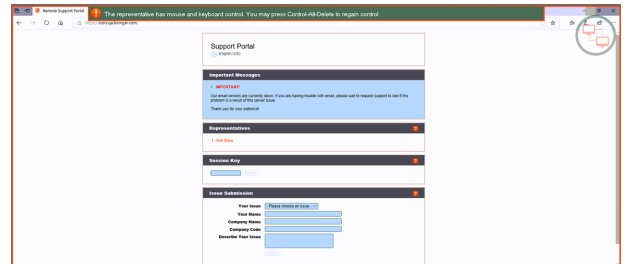 Remote Support Portal
The representative has mouse and keyboard control. You may press Control-Alt-Delete to regain control.
Support Portal
English (US)
Important Messages
IMPORTANT!
Our email servers are currently down. If you are having trouble with email, please wait to request support to see if this
problem is a result of this server issue.
Thank you for your patience!
Representatives
Session Key
Issue Submission
Your Issue
- Please choose an issue -
Your Name
Company Name
Company Code
Describe Your Issue